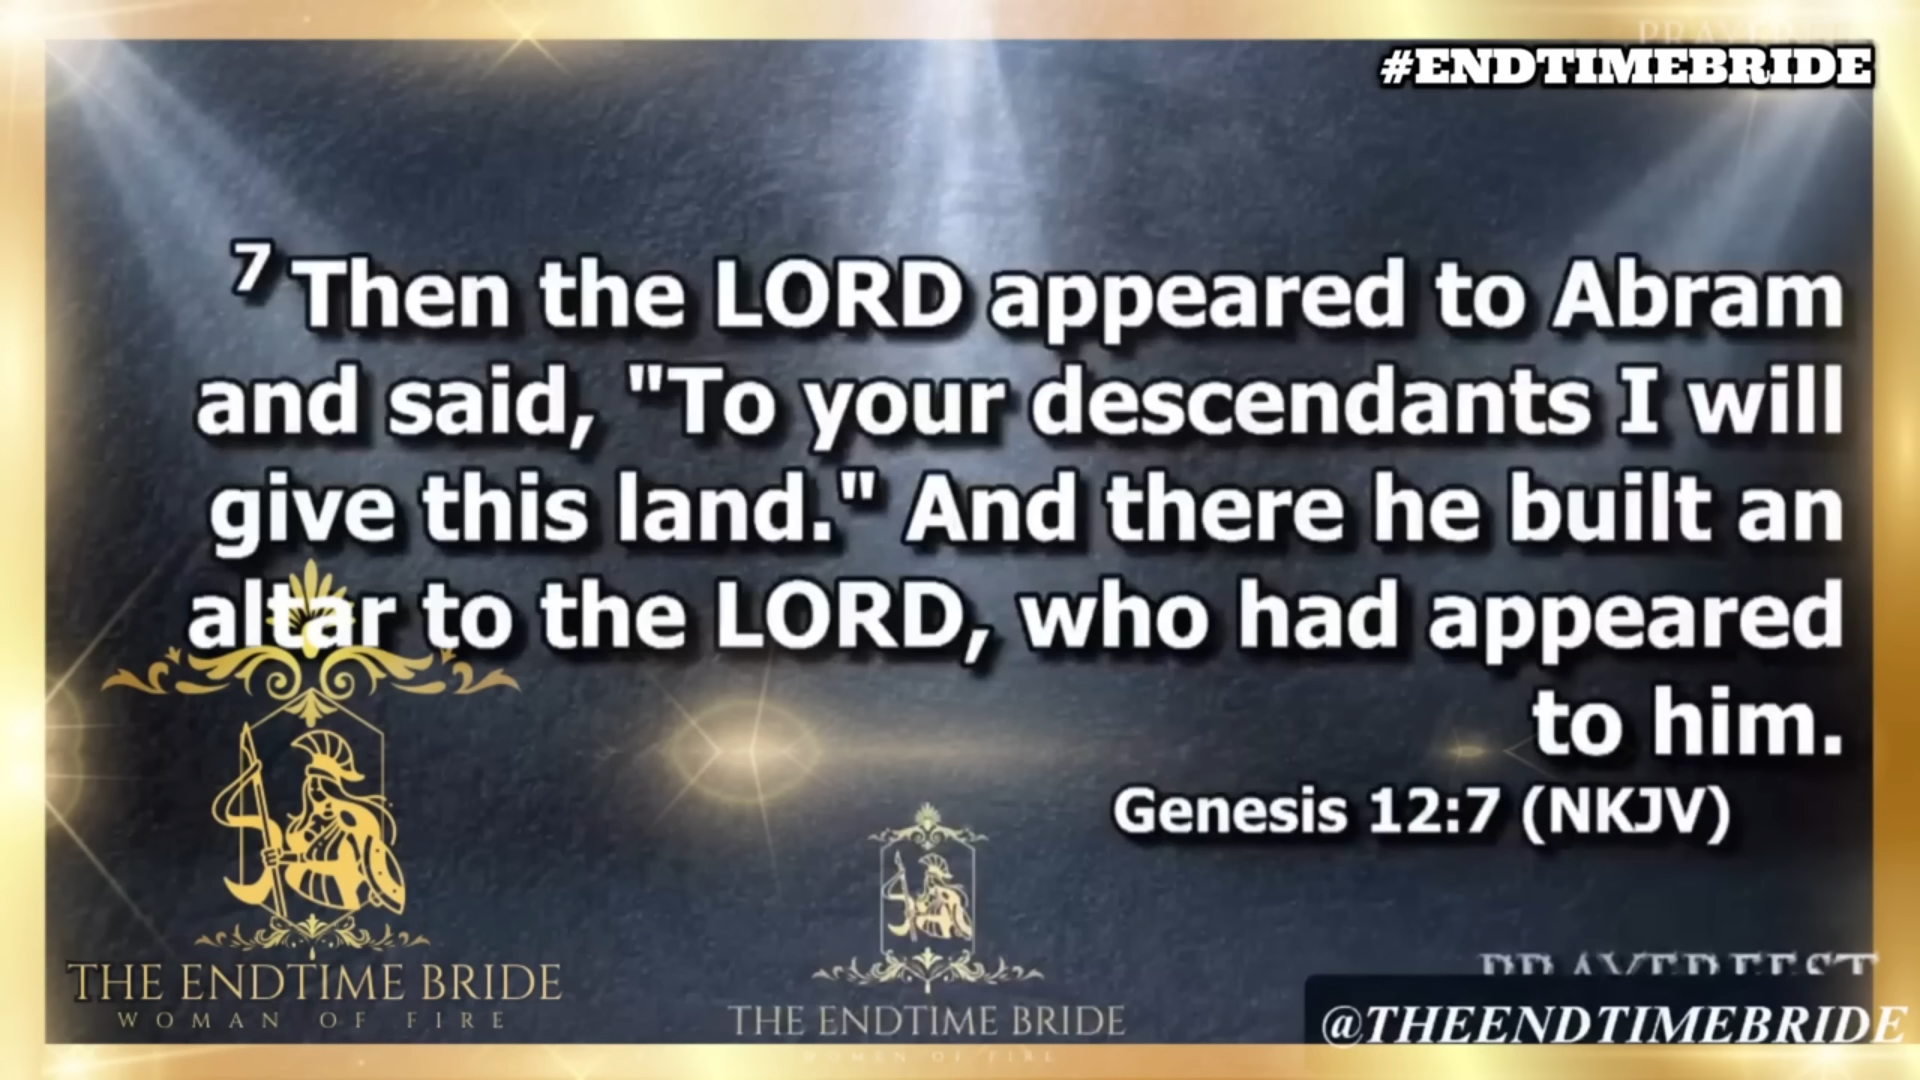 #ENDTIMEBRIDE
7 Then the LORD appeared to Abram
and said, "To your descendants I will
give this land." And there he built an
altar to the LORD, who had appeared
to him.
Genesis 12:7 (NKJV)
THE ENDTIME BRIDE
WOMAN OF FIRE
THE ENDTIME BRIDE
WOMEN OF FIRE
PRAYERFEST
@THEENDTIMEBRIDE